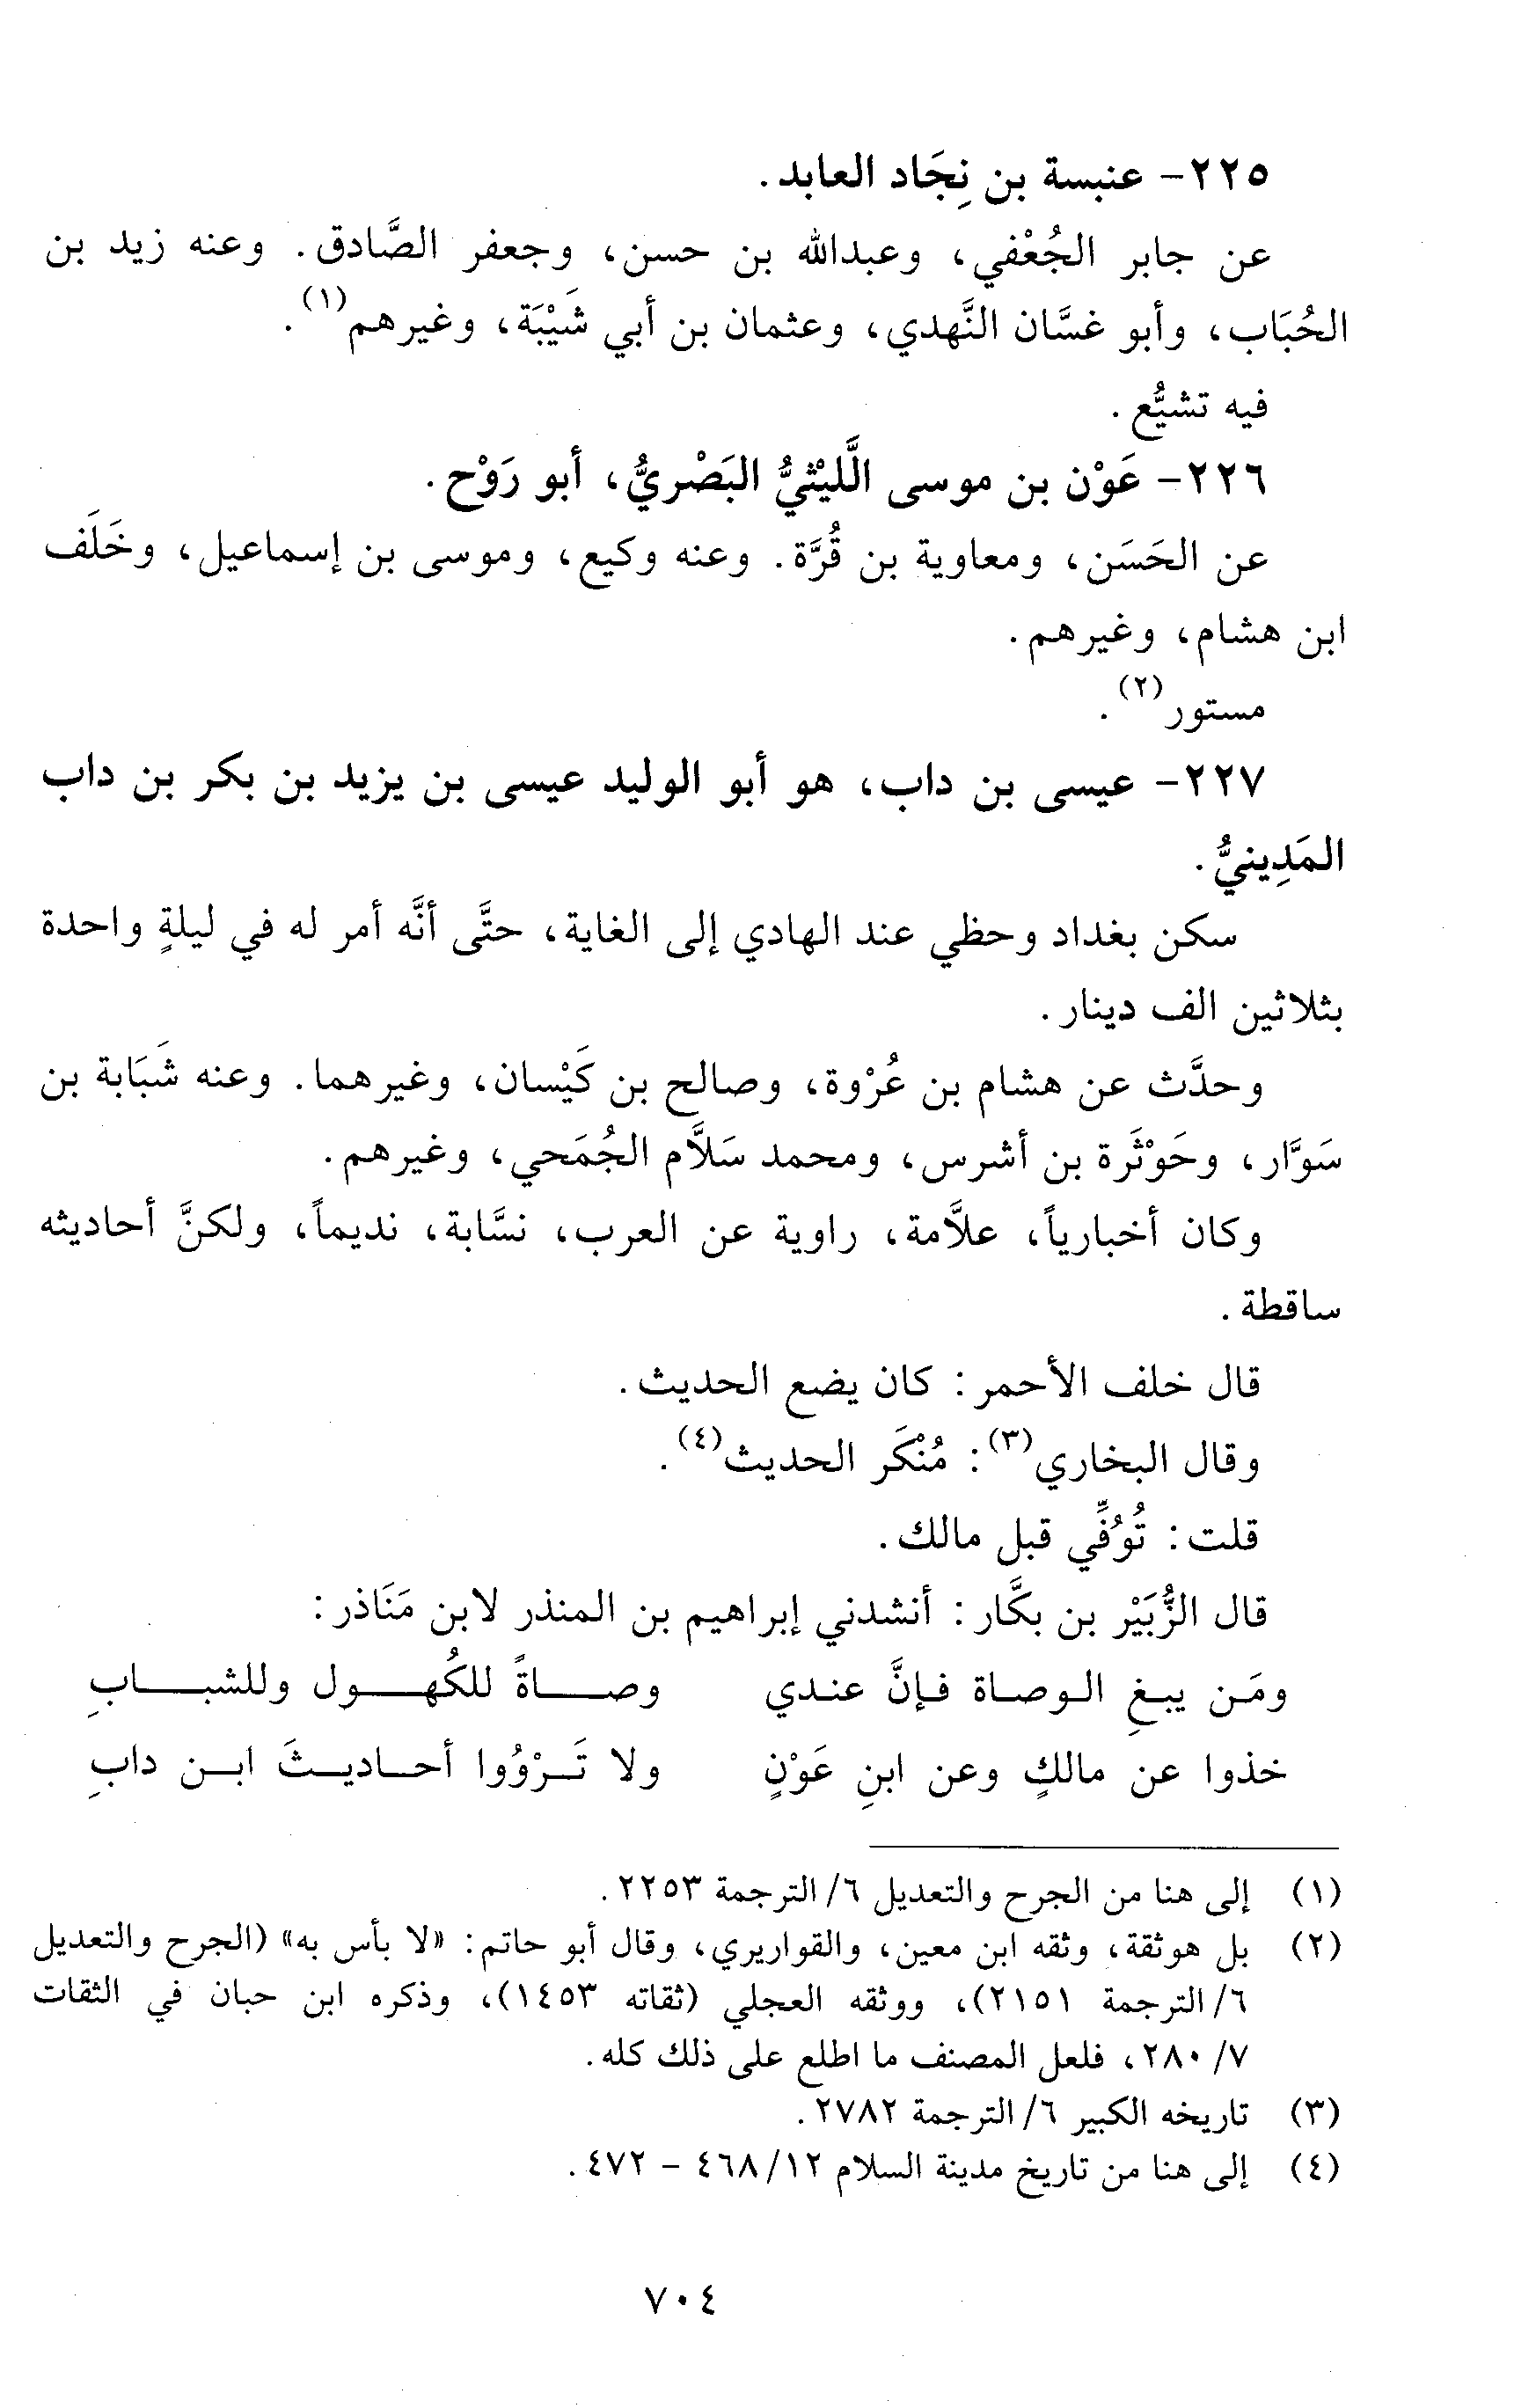 ٢٢٥- عنبسة بن نِجَاد العابد.
عن جابر الجُعْفي، وعبدالله بن حسن، وجعفر الصَّادق. وعنه زيد بن
الحُبَاب، وأبو غسَّان النَّهدي، وعثمان بن أبي شَيْبَة، وغيرهم(١).
فيه تشيُّع.
٢٢٦- عَوْن بن موسى الَّليْثيُّ البَصْريُّ، أبو رَوْح.
عن الحَسَن، ومعاوية بن قُرَّة. وعنه وكيع، وموسى بن إسماعيل، وخَلَف
ابن هشام، وغيرهم.
مستور(٢).
٢٢٧- عيسى بن داب، هو أبو الوليد عيسى بن يزيد بن بكر بن داب
المَدِينيُّ.
سكن بغداد وحظي عند الهادي إلى الغاية، حتَّى أنَّه أمر له في ليلةٍ واحدة
بثلاثين الف دينار.
وحدَّث عن هشام بن عُرْوة، وصالح بن كَيْسان، وغيرهما. وعنه شَبَابة بن
سَوَّار، وحَوْثَرة بن أشرس، ومحمد سَلاَّم الجُمَحي، وغيرهم.
وكان أخبارياً، علاَّمة، راوية عن العرب، نسَّابة، نديماً، ولكنَّ أحاديثه
ساقطة.
قال خلف الأحمر: كان يضع الحديث.
وقال البخاري(٣): مُنْكَر الحديث(٤).
قلت: تُوُفِّي قبل مالك.
قال الزُّبَيْر بن بكَّار: أنشدني إبراهيم بن المنذر لابن مَنَاذر:
ومَن يبغِ الوصاة فإنَّ عندي وصاةً للكُهول وللشبابِ
خذوا عن مالكٍ وعن ابنِ عَوْنٍ ولا تَرْوُوا أحاديثَ ابن دابِ
(١) إلى هنا من الجرح والتعديل ٦/ الترجمة ٢٢٥٣.
(٢) بل هوثقة، وثقه ابن معين، والقواريري، وقال أبو حاتم: «لا بأس به» (الجرح والتعديل
٦/ الترجمة ٢١٥١)، ووثقه العجلي (ثقاته ١٤٥٣)، وذكره ابن حبان في الثقات
٧/ ٢٨٠، فلعل المصنف ما اطلع على ذلك كله.
(٣) تاريخه الكبير ٦/ الترجمة ٢٧٨٢.
(٤) إلى هنا من تاريخ مدينة السلام ١٢/ ٤٦٨ - ٤٧٢.
٧٠٤